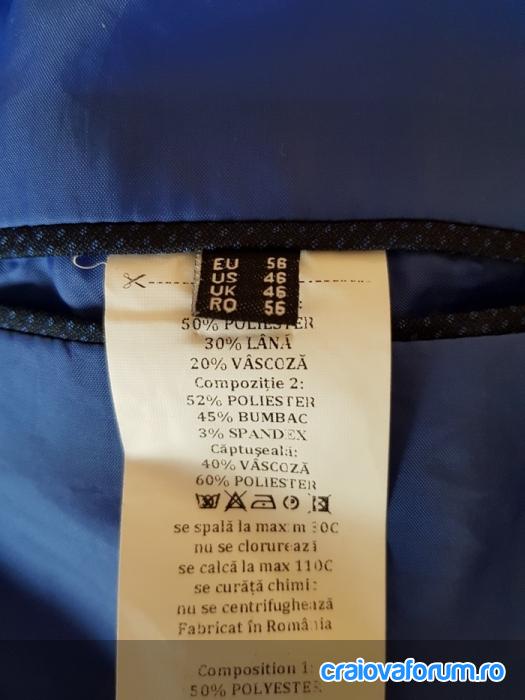 EU 56
US 46
UK 46
RO 56
50% POLIESTER
30% LÂNĂ
20% VÂSCOZĂ
Compoziție 2:
52% POLIESTER
45% BUMBAC
3% SPANDEX
Căptușeală:
40% VÂSCOZĂ
60% POLIESTER
se spală la maxim 30C
nu se clorurează
se calcă la max 110C
se curăță chimic
nu se centrifughează
Fabricat în România
Composition 1:
50% POLYESTER
craiovaforum.ro